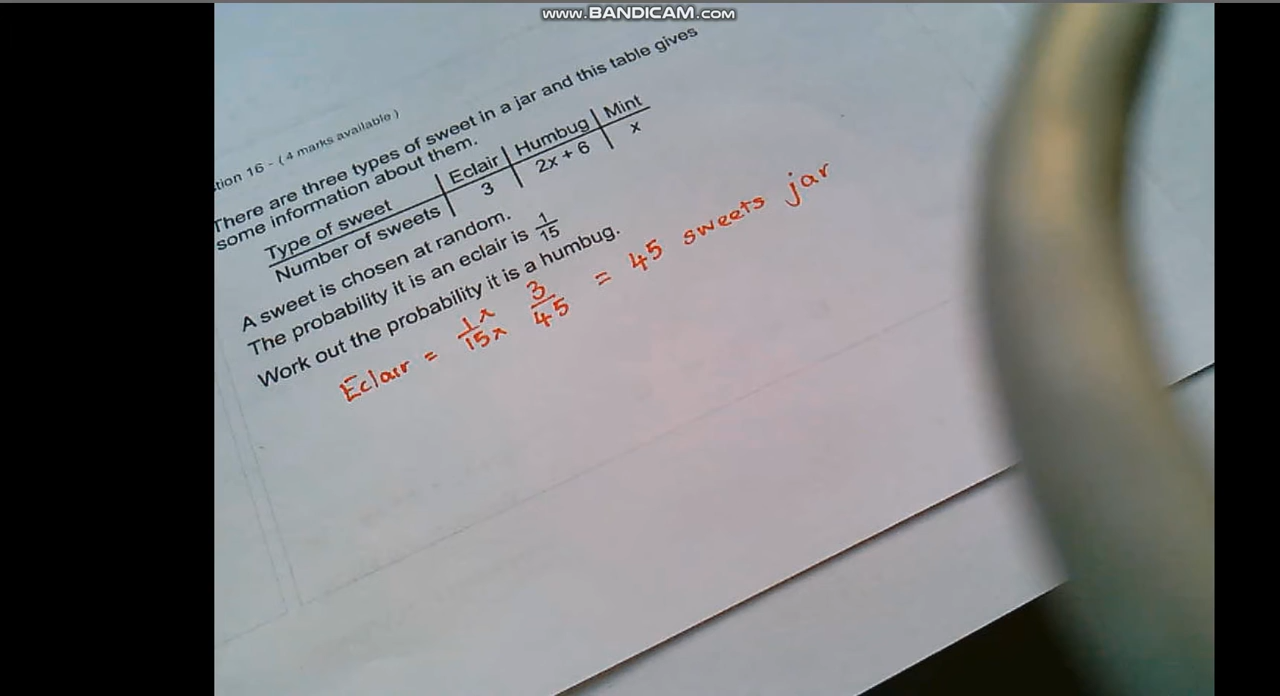 www.BANDICAM.com
tion 16 - ( 4 marks available )
There are three types of sweet in a jar and this table gives
some information about them.
Type of sweet | Eclair | Humbug | Mint
Number of sweets | 3 | 2x + 6 | x
A sweet is chosen at random.
The probability it is an eclair is 1/15
Work out the probability it is a humbug.
Eclair = 1x/15x 3/45 = 45 sweets jar